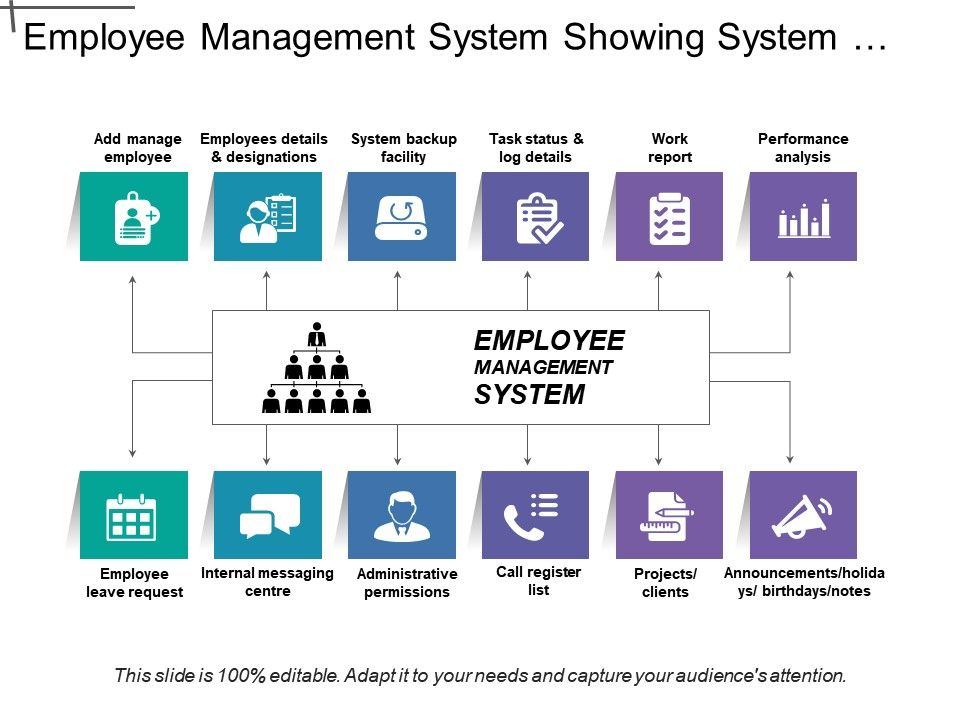 Employee Management System Showing System ...
Add manage
employee
Employees details
& designations
System backup
facility
Task status &
log details
Work
report
Performance
analysis
EMPLOYEE
MANAGEMENT
SYSTEM
Employee
leave request
Internal messaging
centre
Administrative
permissions
Call register
list
Projects/
clients
Announcements/holida
ys/ birthdays/notes
This slide is 100% editable. Adapt it to your needs and capture your audience's attention.